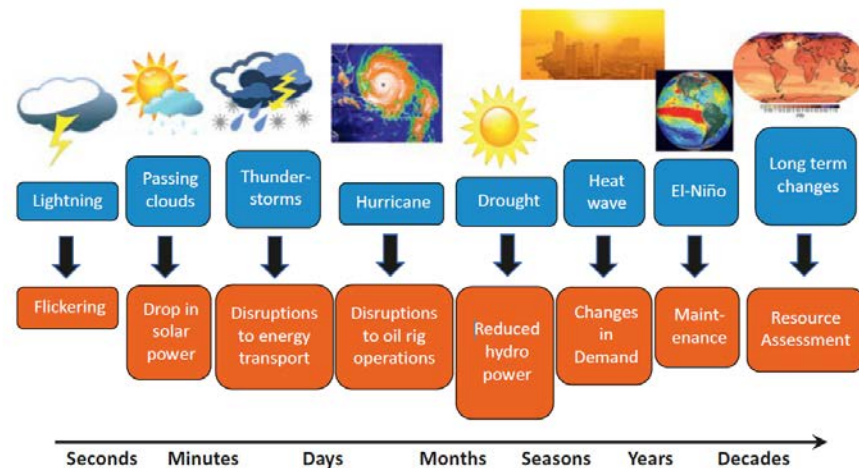 Lightning
Passing
clouds
Thunder-
storms
Hurricane
Drought
Heat
wave
El-Niño
Long term
changes
Flickering
Drop in
solar
power
Disruptions
to energy
transport
Disruptions
to oil rig
operations
Reduced
hydro
power
Changes
in
Demand
Maint-
enance
Resource
Assessment
Seconds Minutes Days Months Seasons Years Decades